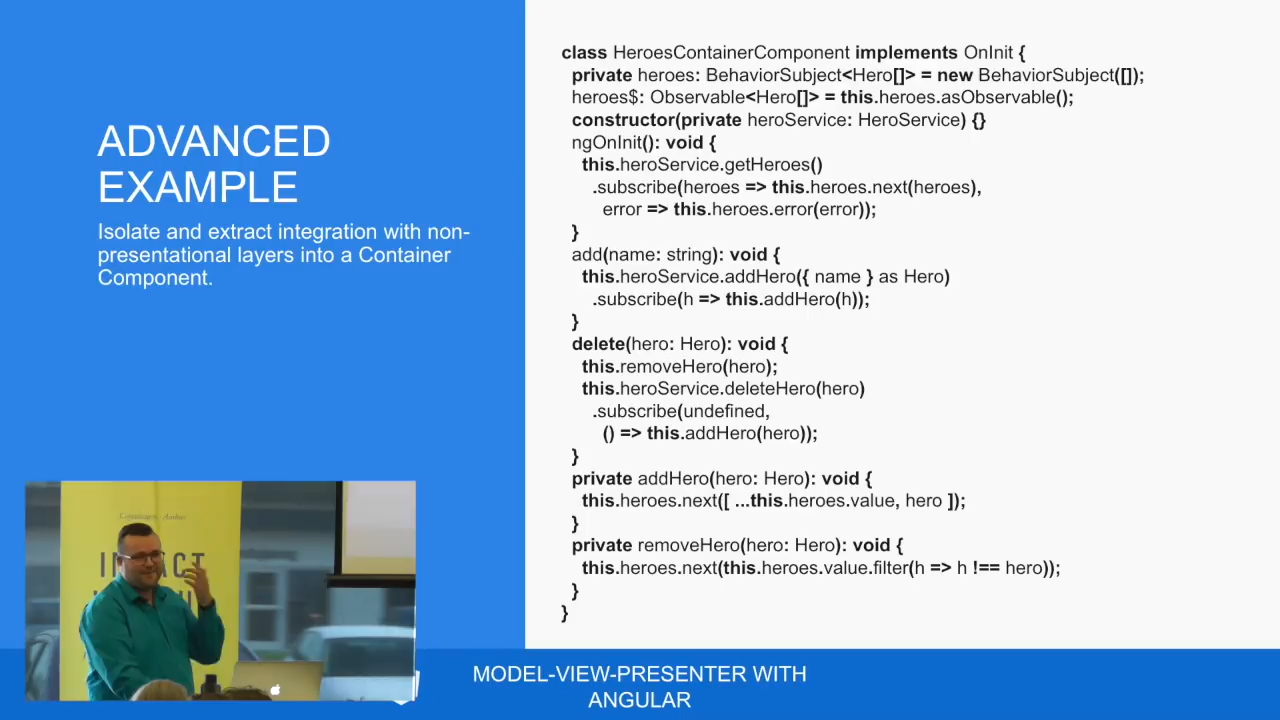 ADVANCED
EXAMPLE
Isolate and extract integration with non-
presentational layers into a Container
Component.
class HeroesContainerComponent implements OnInit {
private heroes: BehaviorSubject<Hero[]> = new BehaviorSubject([]);
heroes$: Observable<Hero[]> = this.heroes.asObservable();
constructor(private heroService: HeroService) {}
ngOnInit(): void {
this.heroService.getHeroes()
.subscribe(heroes => this.heroes.next(heroes),
error => this.heroes.error(error));
}
add(name: string): void {
this.heroService.addHero({ name } as Hero)
.subscribe(h => this.addHero(h));
}
delete(hero: Hero): void {
this.removeHero(hero);
this.heroService.deleteHero(hero)
.subscribe(undefined,
() => this.addHero(hero));
}
private addHero(hero: Hero): void {
this.heroes.next([ ...this.heroes.value, hero ]);
}
private removeHero(hero: Hero): void {
this.heroes.next(this.heroes.value.filter(h => h !== hero));
}
}
MODEL-VIEW-PRESENTER WITH
ANGULAR